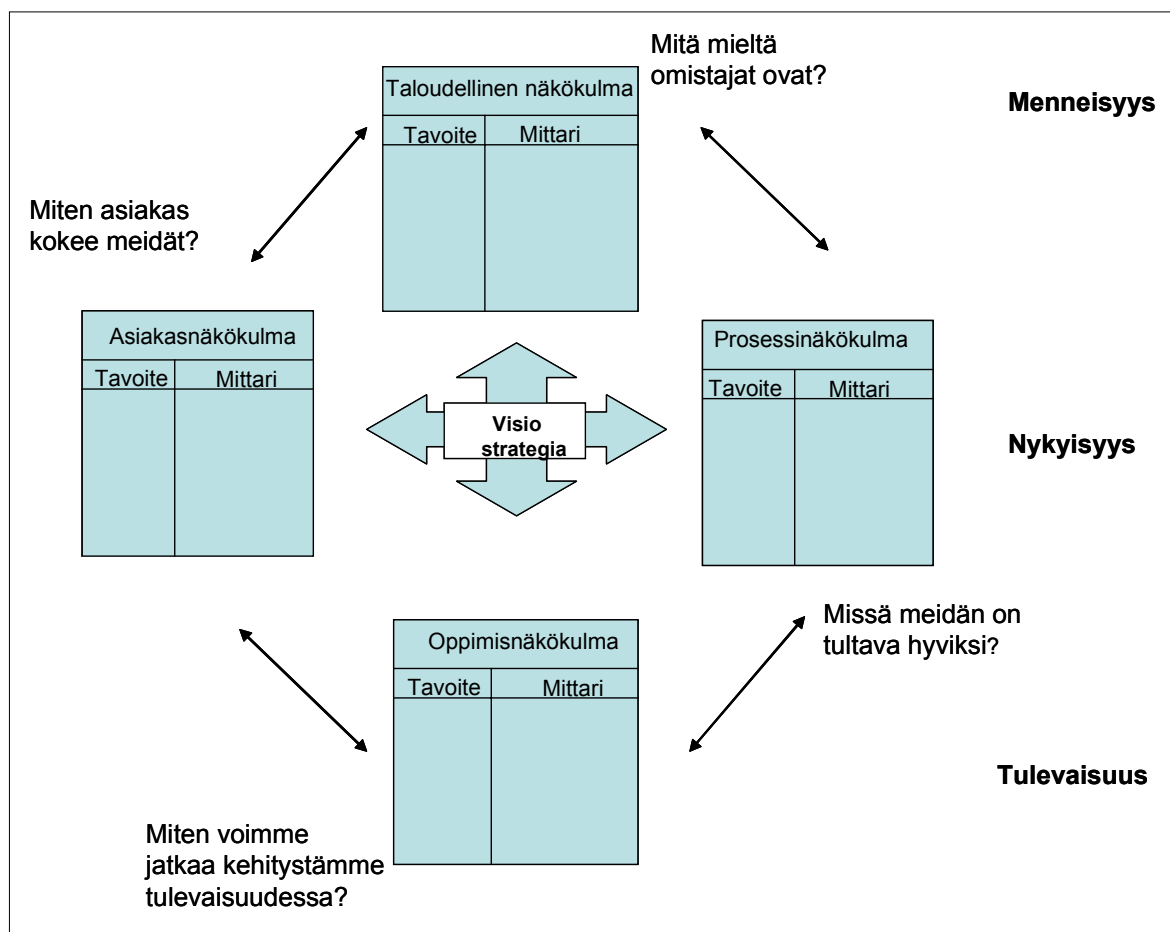 Mitä mieltä
omistajat ovat?
Menneisyys
Taloudellinen näkökulma
Tavoite Mittari
Miten asiakas
kokee meidät?
Asiakasnäkökulma
Tavoite Mittari
Prosessinäkökulma
Tavoite Mittari
Visio
strategia
Nykyisyys
Missä meidän on
tultava hyviksi?
Oppimisnäkökulma
Tavoite Mittari
Tulevaisuus
Miten voimme
jatkaa kehitystämme
tulevaisuudessa?